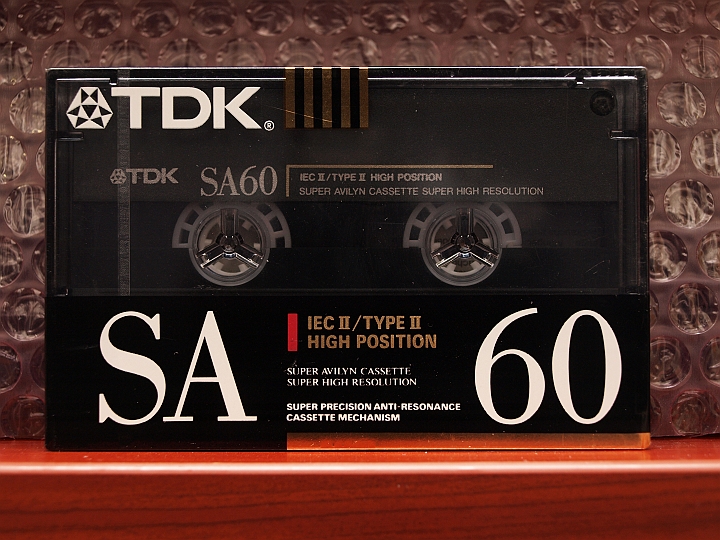 TDK®
TDK SA60 IEC II/TYPE II HIGH POSITION
SUPER AVILYN CASSETTE SUPER HIGH RESOLUTION
SA 60
IEC II/TYPE II
HIGH POSITION
SUPER AVILYN CASSETTE
SUPER HIGH RESOLUTION
SUPER PRECISION ANTI-RESONANCE
CASSETTE MECHANISM